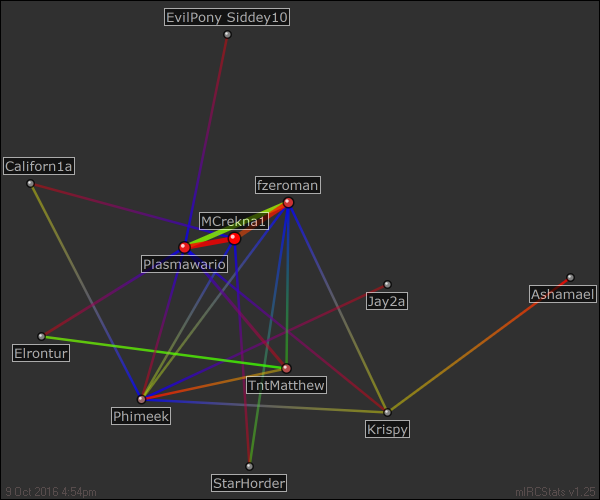 EvilPony Siddey10
Californ1a
fzeroman
MCrekna1
Plasmawario
Ashamael
Jay2a
Elrontur
TntMatthew
Phimeek
Krispy
StarHorder
9 Oct 2016 4:54pm
mIRCStats v1.25